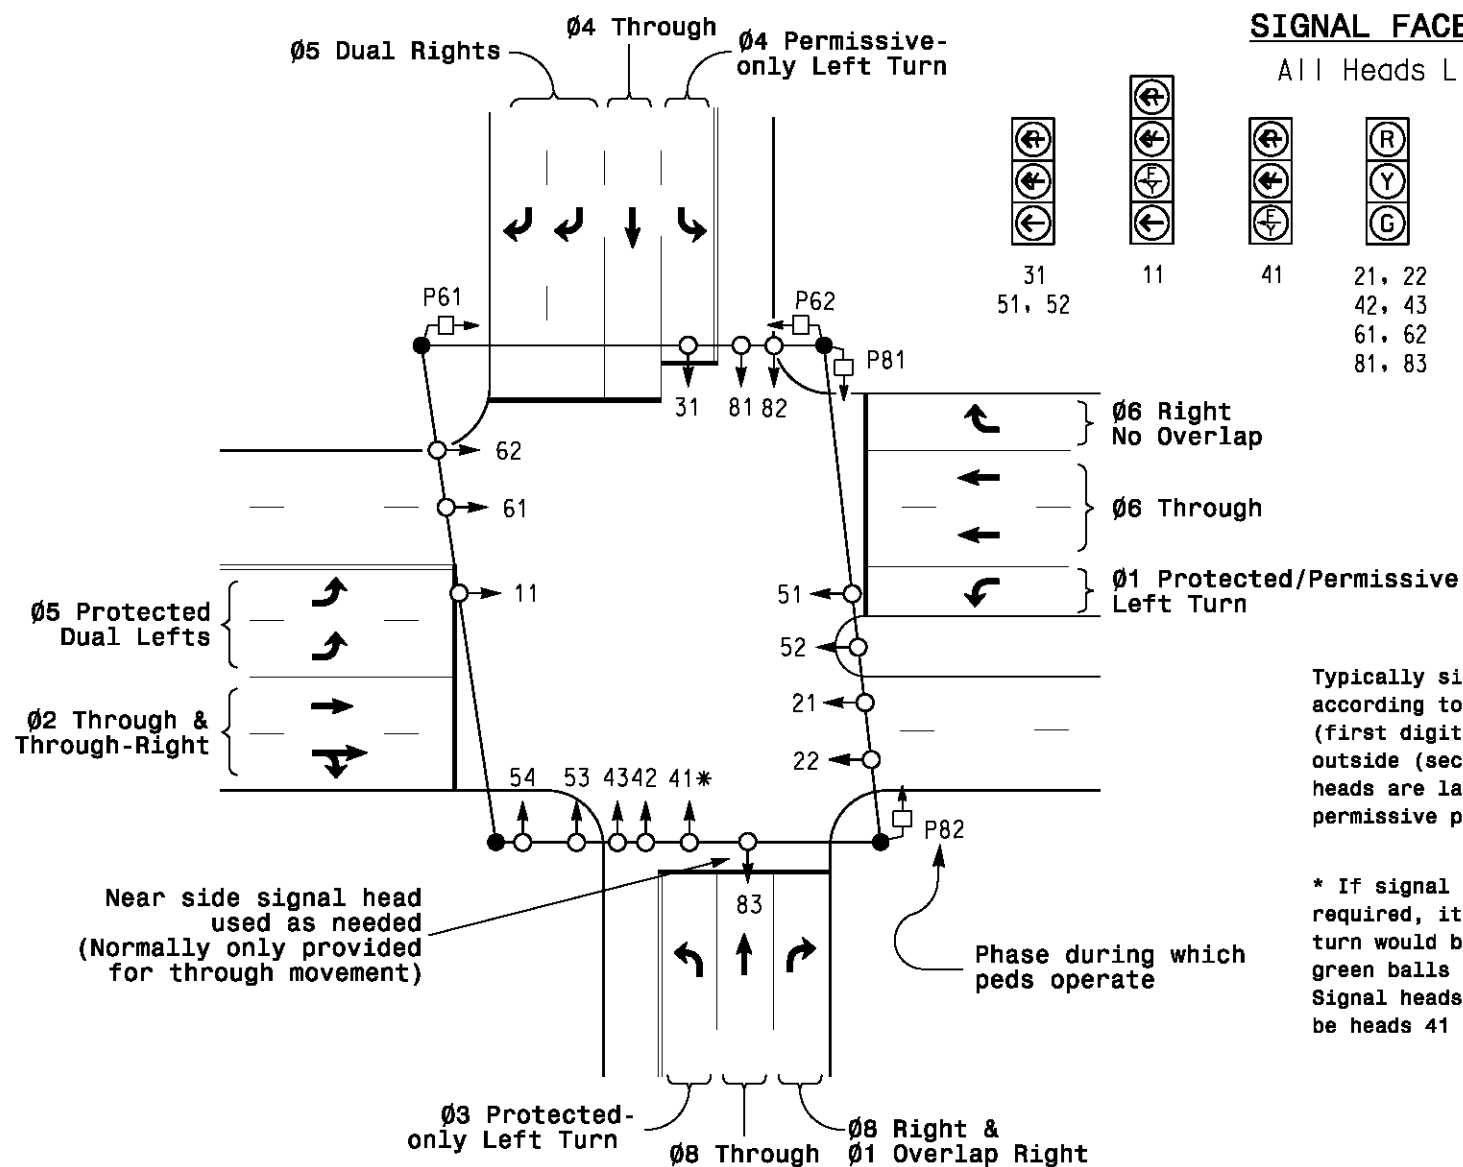 SIGNAL FACE
All Heads L
Ø5 Dual Rights
Ø4 Through
Ø4 Permissive-
only Left Turn
R
Y
F
Y
R
Y
R
Y
F
Y
R
Y
G
31
51, 52
11
41
21, 22
42, 43
61, 62
81, 83
P61
P62
P81
31
81
82
62
61
11
Ø6 Right
No Overlap
Ø6 Through
Ø1 Protected/Permissive
Left Turn
Ø5 Protected
Dual Lefts
Ø2 Through &
Through-Right
51
52
21
22
54
53
43
42
41*
P82
83
Near side signal head
used as needed
(Normally only provided
for through movement)
Phase during which
peds operate
Ø3 Protected-
only Left Turn
Ø8 Through
Ø8 Right &
Ø1 Overlap Right
Typically si
according to
(first digit
outside (sec
heads are la
permissive p
* If signal
required, it
turn would b
green balls
Signal heads
be heads 41